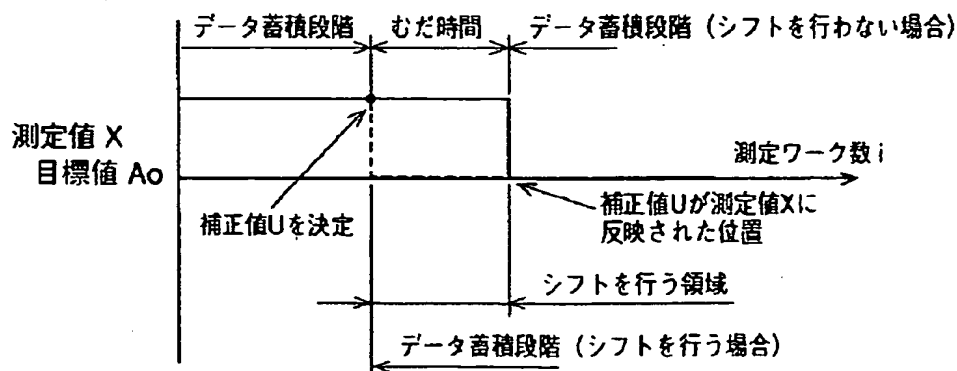 データ蓄積段階
むだ時間
データ蓄積段階（シフトを行わない場合）
測定値 X
目標値 Ao
測定ワーク数 i
補正値Uを決定
補正値Uが測定値Xに
反映された位置
シフトを行う領域
データ蓄積段階（シフトを行う場合）